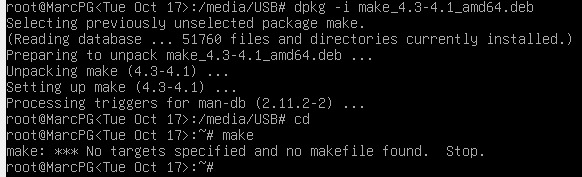 root@MarcPG<Tue Oct 17>:/media/USB# dpkg -i make_4.3-4.1_amd64.deb
Selecting previously unselected package make.
(Reading database ... 51760 files and directories currently installed.)
Preparing to unpack make_4.3-4.1_amd64.deb ...
Unpacking make (4.3-4.1) ...
Setting up make (4.3-4.1) ...
Processing triggers for man-db (2.11.2-2) ...
root@MarcPG<Tue Oct 17>:/media/USB# cd
root@MarcPG<Tue Oct 17>:~# make
make: *** No targets specified and no makefile found.  Stop.
root@MarcPG<Tue Oct 17>:~#